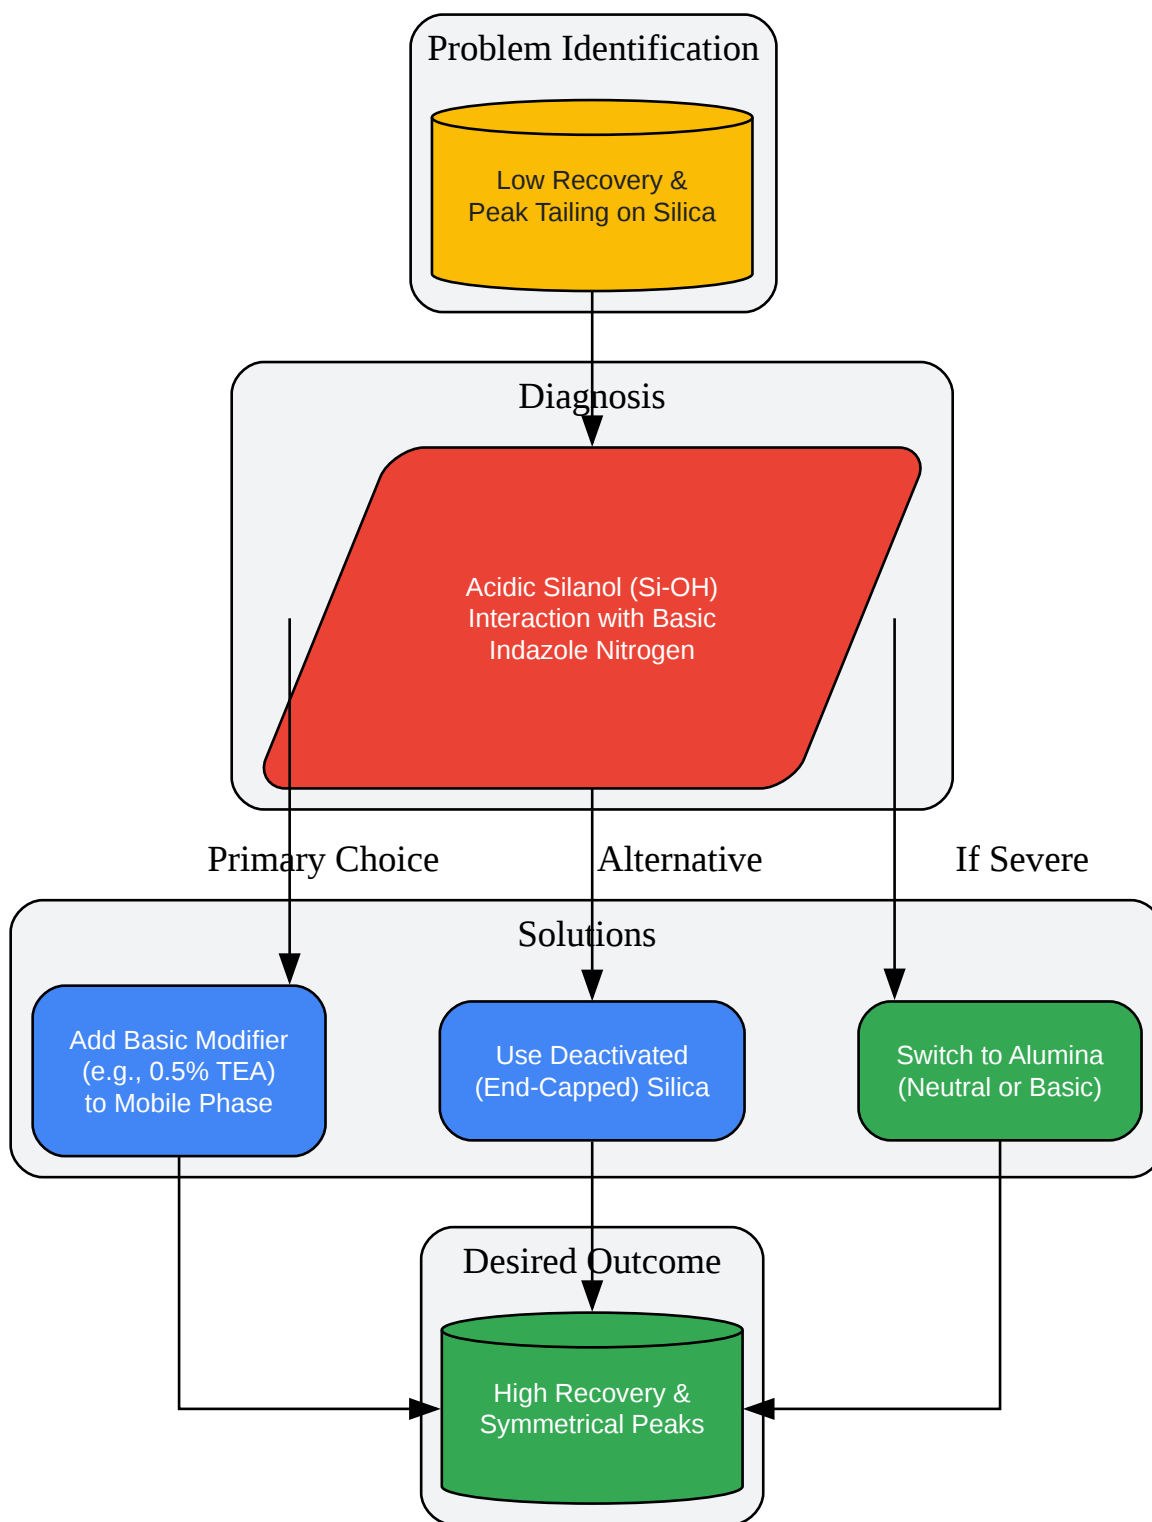 Problem Identification
Low Recovery &
Peak Tailing on Silica
Diagnosis
Acidic Silanol (Si-OH)
Interaction with Basic
Indazole Nitrogen
Primary Choice
Alternative
If Severe
Solutions
Add Basic Modifier
(e.g., 0.5% TEA)
to Mobile Phase
Use Deactivated
(End-Capped) Silica
Switch to Alumina
(Neutral or Basic)
Desired Outcome
High Recovery &
Symmetrical Peaks